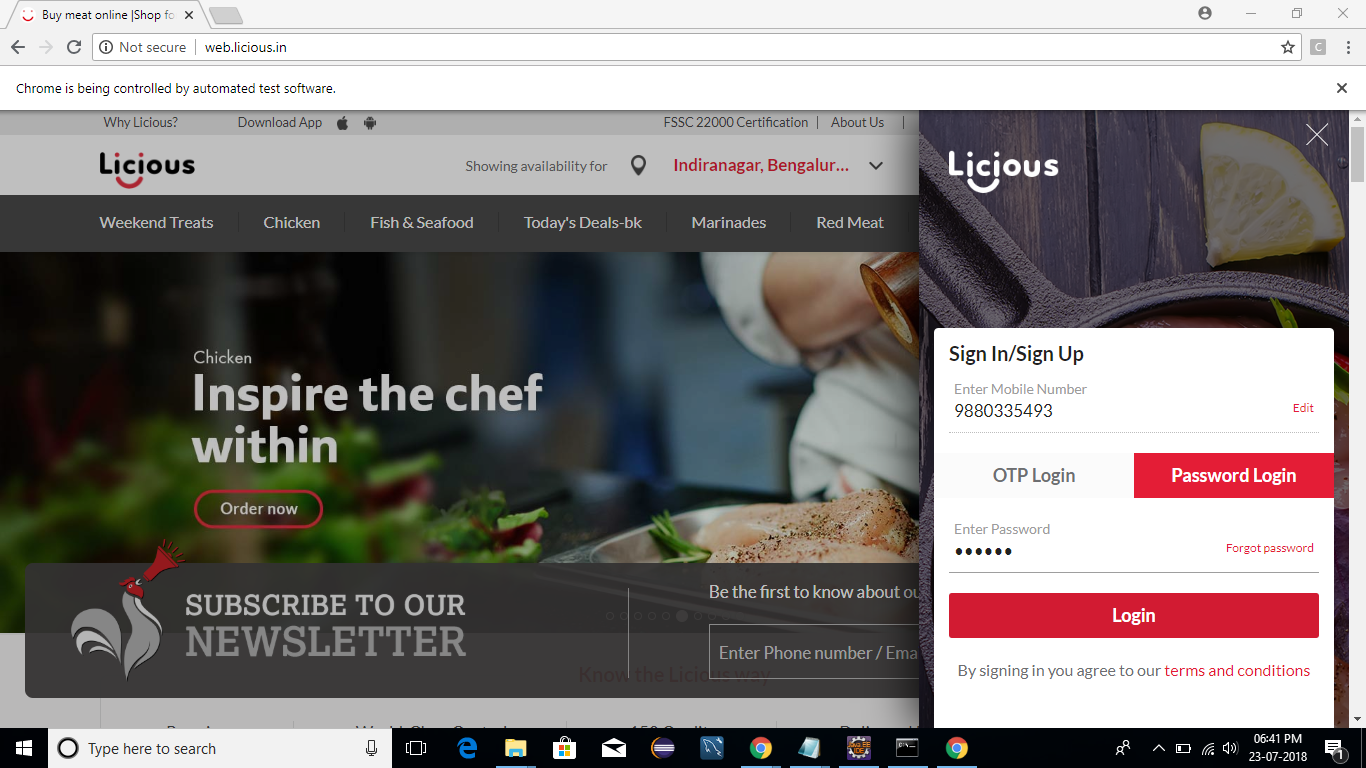 Buy meat online |Shop fo
Not secure web.licious.in
Chrome is being controlled by automated test software.
Why Licious? Download App FSSC 22000 Certification | About Us |
Licious
Showing availability for Indiranagar, Bengalur...
Weekend Treats Chicken Fish & Seafood Today's Deals-bk Marinades Red Meat
Chicken
Inspire the chef
within
Order now
SUBSCRIBE TO OUR
NEWSLETTER
Be the first to know about ou
Enter Phone number / Ema
Know the Licious way
Licious
Sign In/Sign Up
Enter Mobile Number
9880335493 Edit
OTP Login Password Login
Enter Password
•••••• Forgot password
Login
By signing in you agree to our terms and conditions
Type here to search
06:41 PM
23-07-2018
1